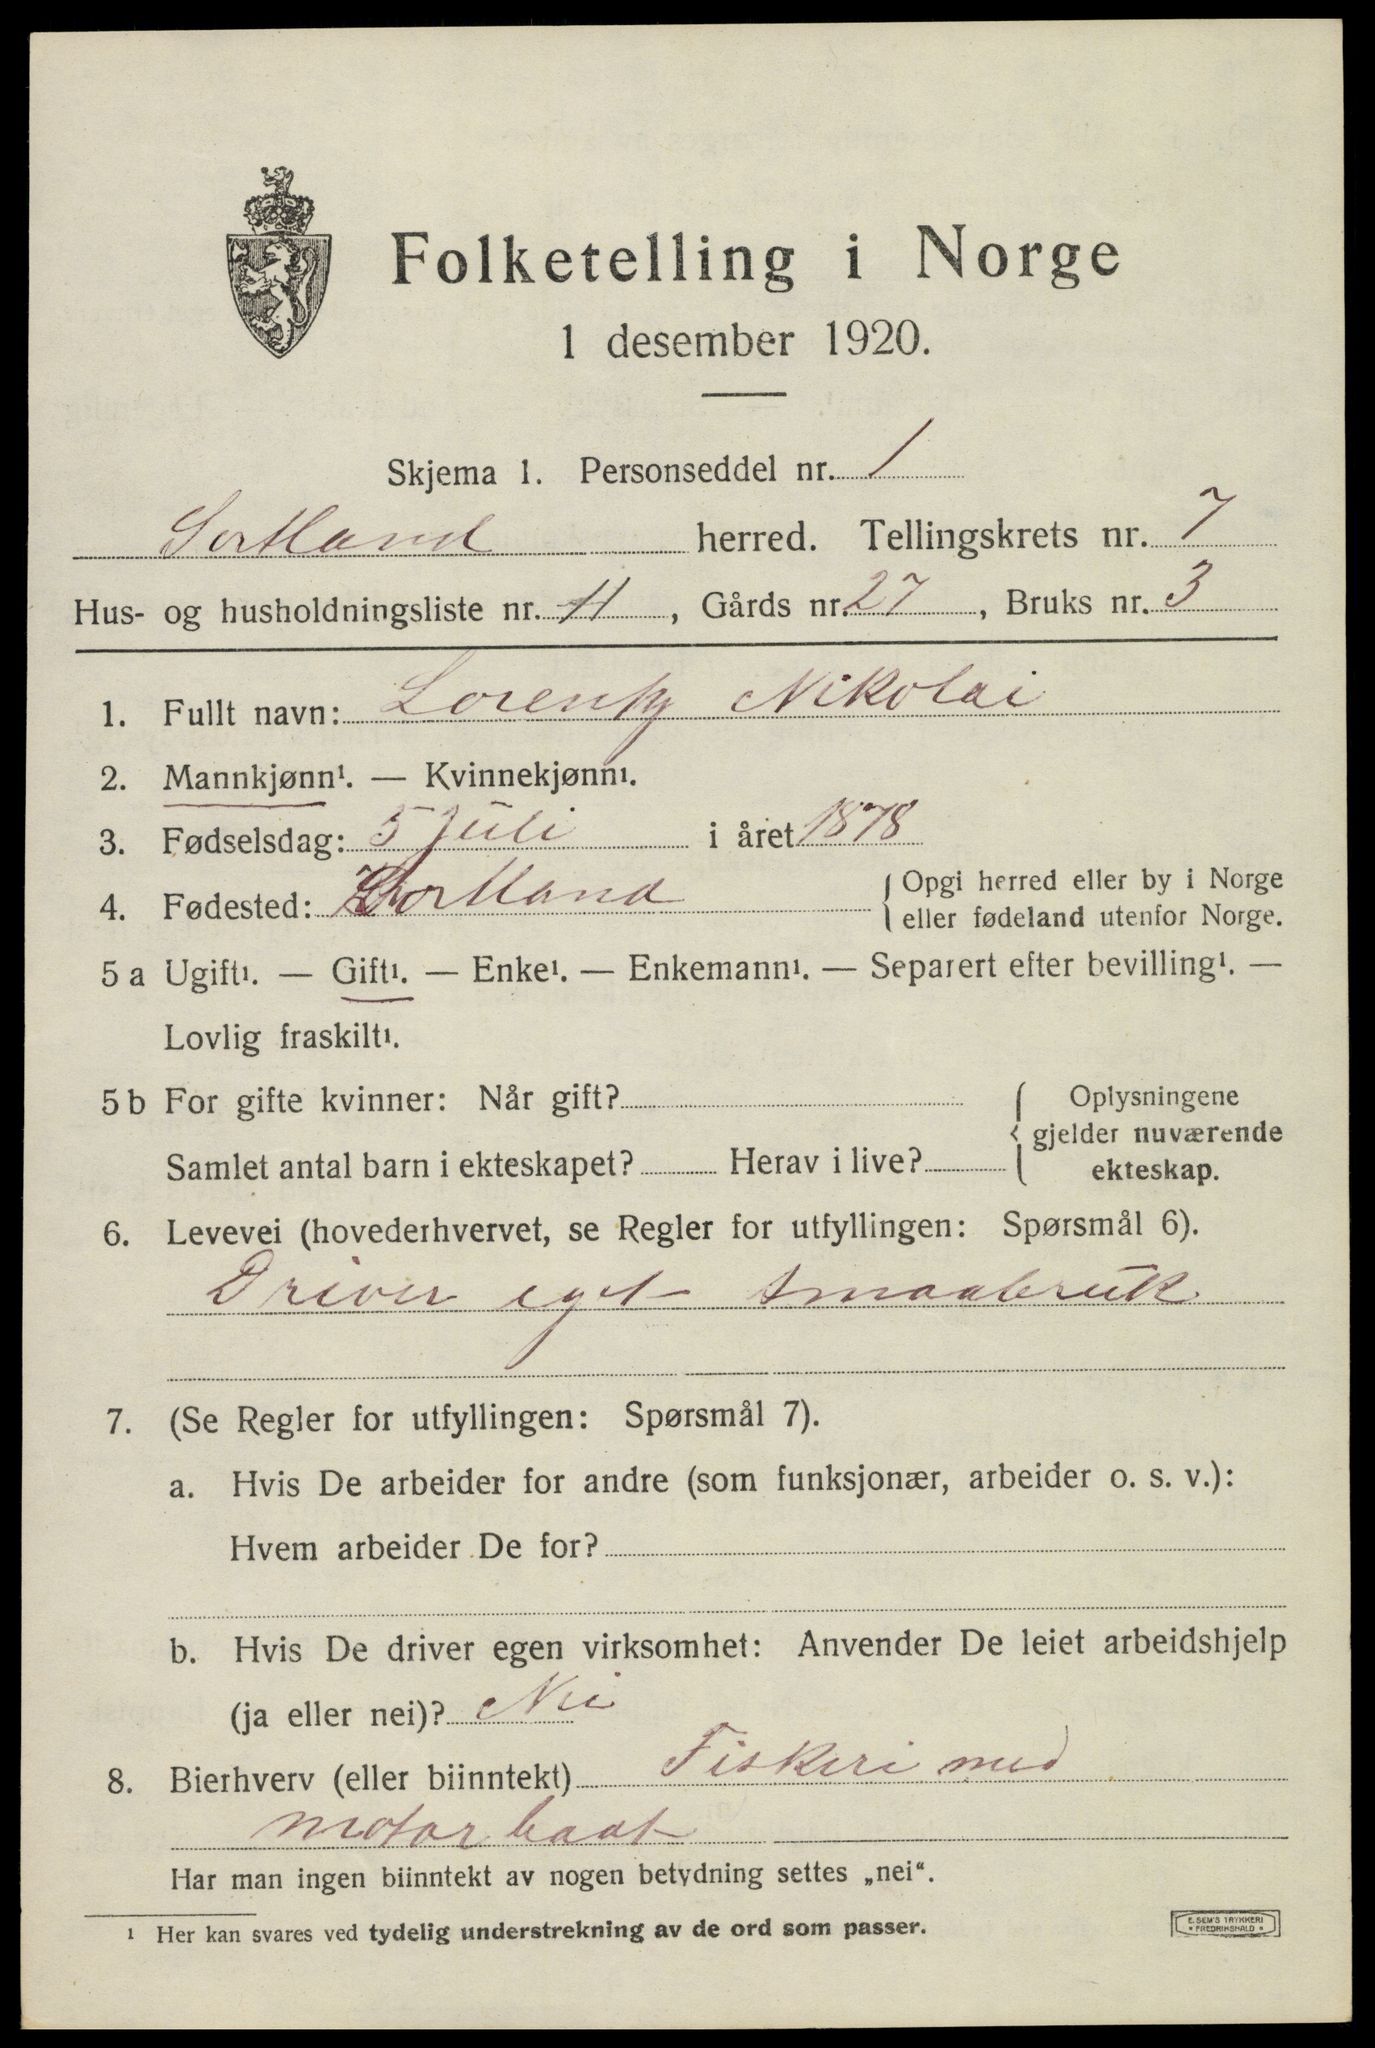 Folketelling i Norge
1 desember 1920.
Skjema 1. Personseddel nr. 1
Sortland herred. Tellingskrets nr. 7
Hus- og husholdningsliste nr. 11, Gårds nr. 27, Bruks nr. 3
1. Fullt navn: Lorentz Nikolai
2. Mannkjønn¹. — Kvinnekjønn¹.
3. Fødselsdag: 5 Juli i året 1878
4. Fødested: Sortland
{ Opgi herred eller by i Norge
eller fødeland utenfor Norge.
5 a Ugift¹. — Gift¹. — Enke¹. — Enkemann¹. — Separert efter bevilling¹. —
Lovlig fraskilt¹.
5 b For gifte kvinner: Når gift?
Samlet antal barn i ekteskapet? Herav i live?
{ Oplysningene
gjelder nuværende
ekteskap.
6. Levevei (hovederhvervet, se Regler for utfyllingen: Spørsmål 6).
Driver eget smaabruk
7. (Se Regler for utfyllingen: Spørsmål 7).
a. Hvis De arbeider for andre (som funksjonær, arbeider o. s. v.):
Hvem arbeider De for?
b. Hvis De driver egen virksomhet: Anvender De leiet arbeidshjelp
(ja eller nei)? Nei
8. Bierhverv (eller biinntekt) Fiskeri med
motorbaat
Har man ingen biinntekt av nogen betydning settes „nei“.
¹ Her kan svares ved tydelig understrekning av de ord som passer.
E. SEM'S TRYKKERI
* FREDRIKSHALD *